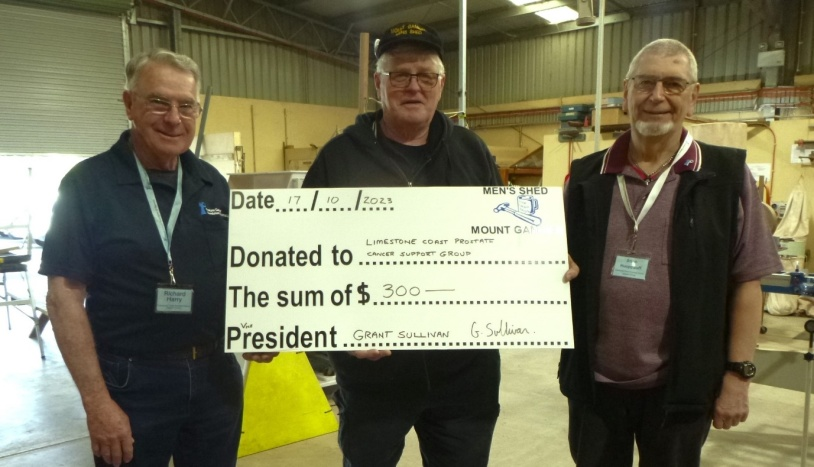 Date 17/10/2023
MEN'S SHED
MOUNT GA
Donated to LIMESTONE COAST PROSTATE
CANCER SUPPORT GROUP
The sum of $ 300 —
Vice
President GRANT SULLIVAN G. Sullivan.
Richard
Harry